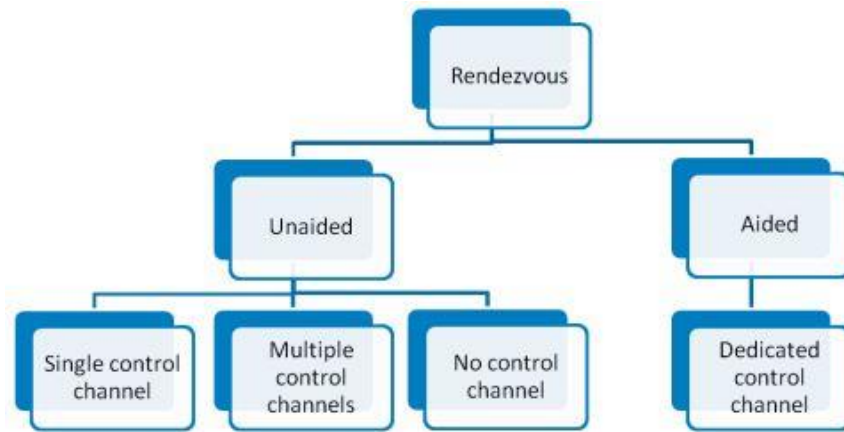 Rendezvous
Unaided
Aided
Single control
channel
Multiple
control
channels
No control
channel
Dedicated
control
channel